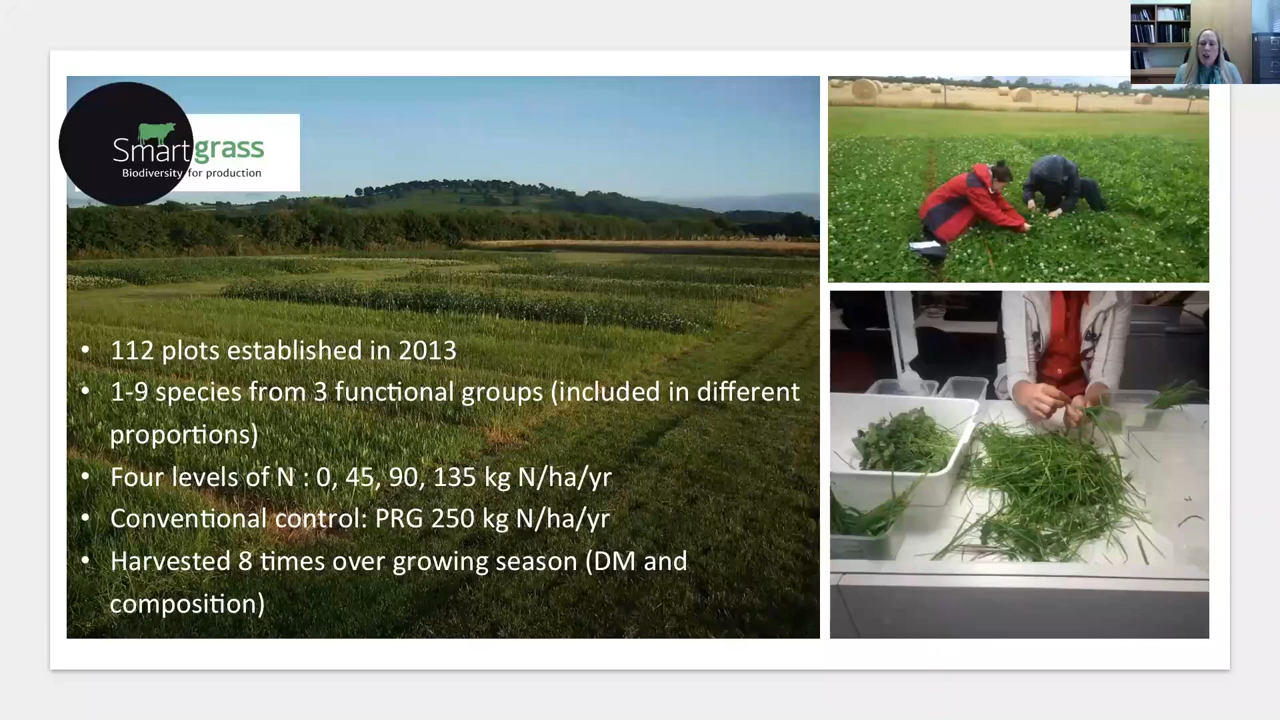 Smartgrass
Biodiversity for production
• 112 plots established in 2013
• 1-9 species from 3 functional groups (included in different
proportions)
• Four levels of N : 0, 45, 90, 135 kg N/ha/yr
• Conventional control: PRG 250 kg N/ha/yr
• Harvested 8 times over growing season (DM and
composition)